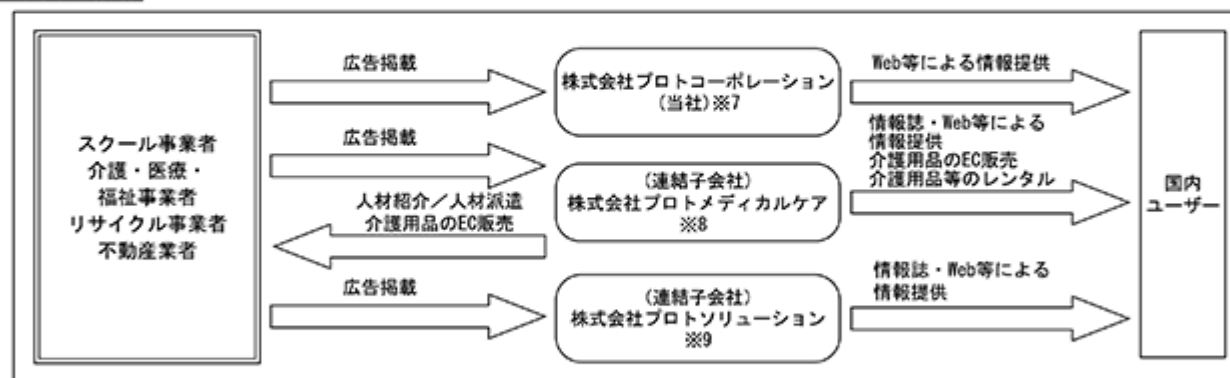 スクール事業者
介護・医療・
福祉事業者
リサイクル事業者
不動産業者
広告掲載
株式会社プロトコーポレーション
(当社)※7
Web等による情報提供
広告掲載
(連結子会社)
株式会社プロトメディカルケア
※8
情報誌・Web等による
情報提供
介護用品のEC販売
介護用品等のレンタル
人材紹介/人材派遣
介護用品のEC販売
広告掲載
(連結子会社)
株式会社プロトソリューション
※9
情報誌・Web等による
情報提供
国内
ユーザー